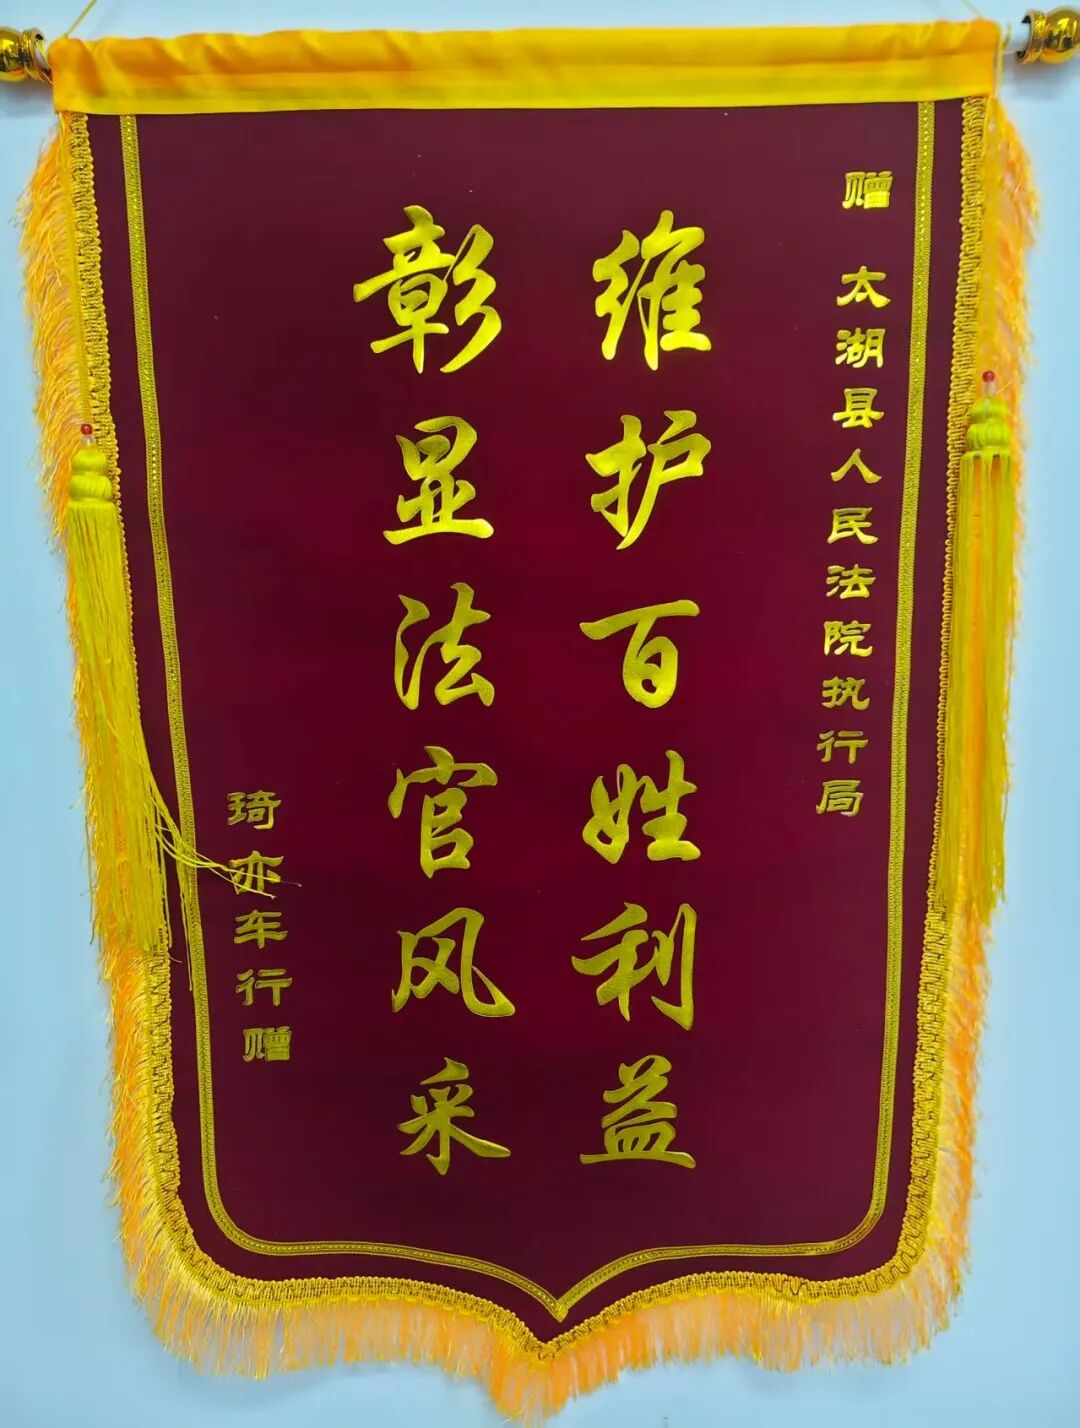 赠 太湖县人民法院执行局
维护百姓利益
彰显法官风采
琦亦车行赠